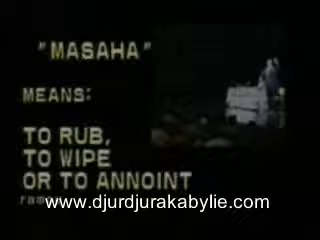 "MASAHA"
MEANS:
TO RUB,
TO WIPE
OR TO ANNOINT
www.djurdjurakabylie.com